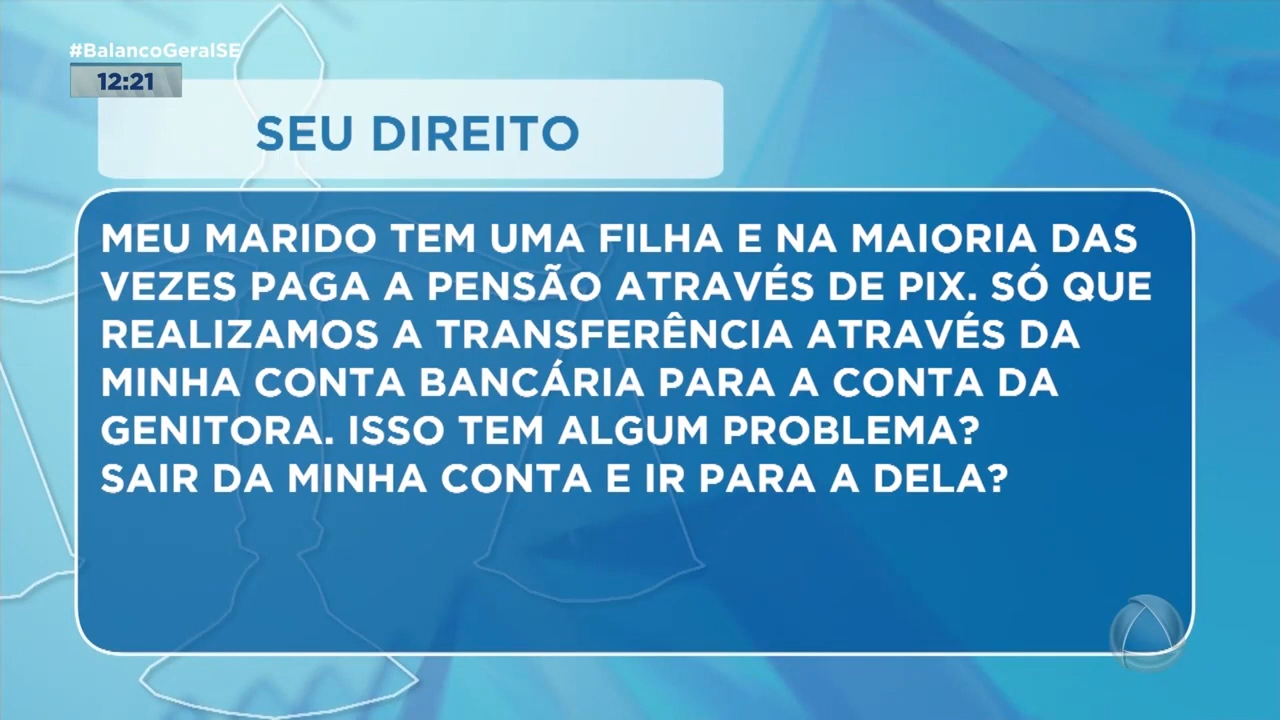 #BalancoGeralSE
12:21
SEU DIREITO
MEU MARIDO TEM UMA FILHA E NA MAIORIA DAS
VEZES PAGA A PENSÃO ATRAVÉS DE PIX. SÓ QUE
REALIZAMOS A TRANSFERÊNCIA ATRAVÉS DA
MINHA CONTA BANCÁRIA PARA A CONTA DA
GENITORA. ISSO TEM ALGUM PROBLEMA?
SAIR DA MINHA CONTA E IR PARA A DELA?